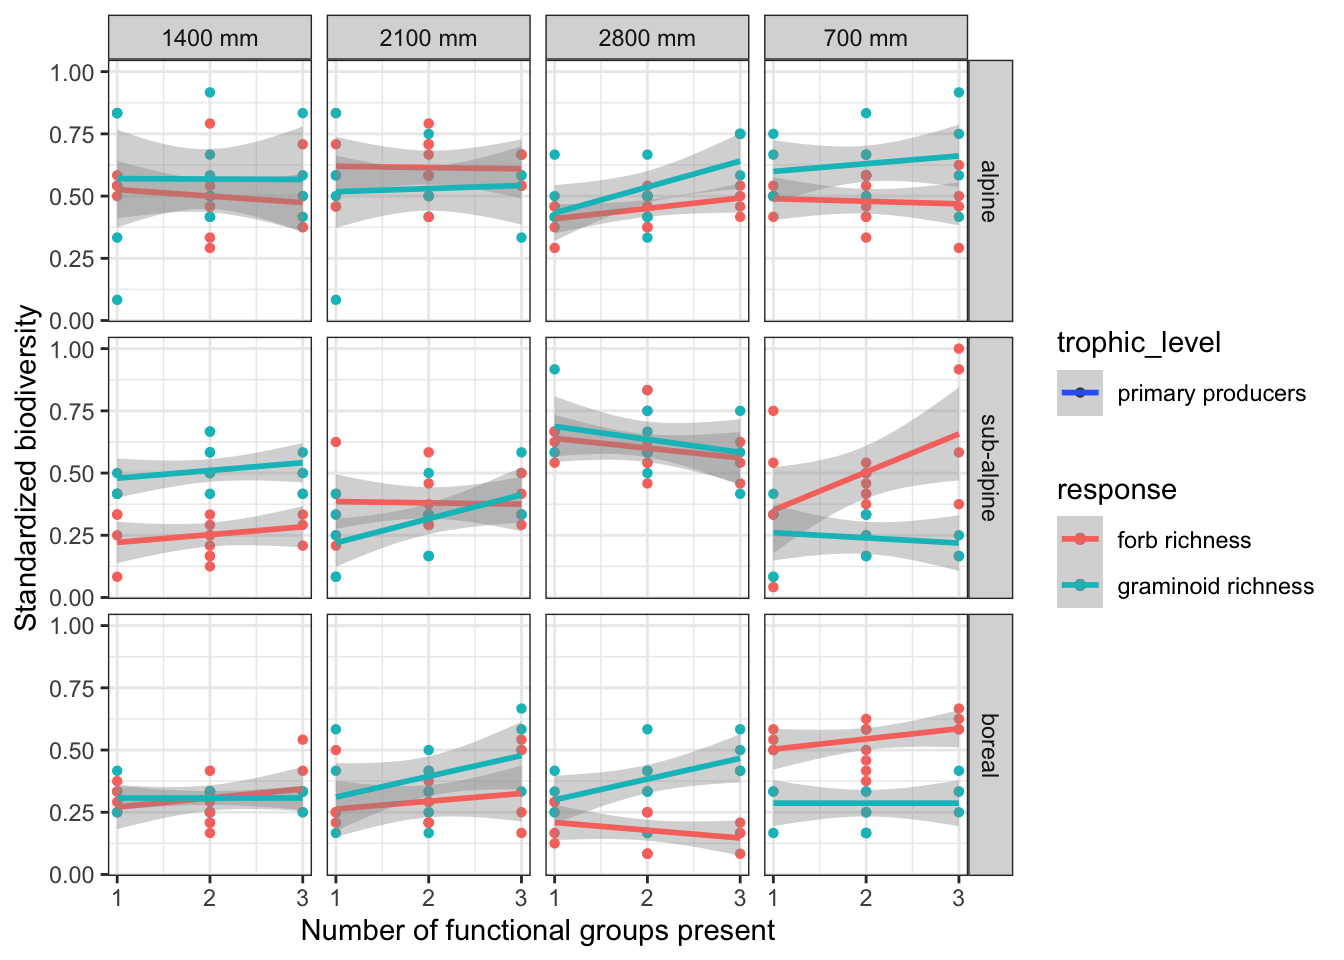 1400 mm 2100 mm 2800 mm 700 mm
1.00
0.75
0.50
0.25
0.00
alpine
1.00
0.75
0.50
0.25
0.00
sub-alpine
1.00
0.75
0.50
0.25
0.00
boreal
1 2 3 1 2 3 1 2 3 1 2 3
Number of functional groups present
Standardized biodiversity
trophic_level
primary producers
response
forb richness
graminoid richness